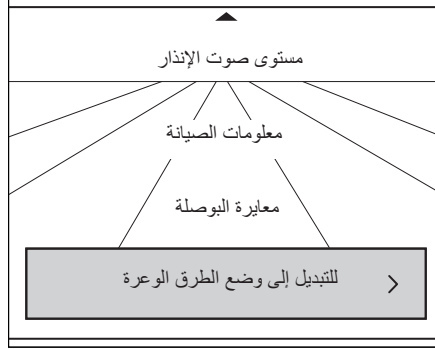 مستوى صوت الإنذار
معلومات الصيانة
معايرة البوصلة
للتبديل إلى وضع الطرق الوعرة